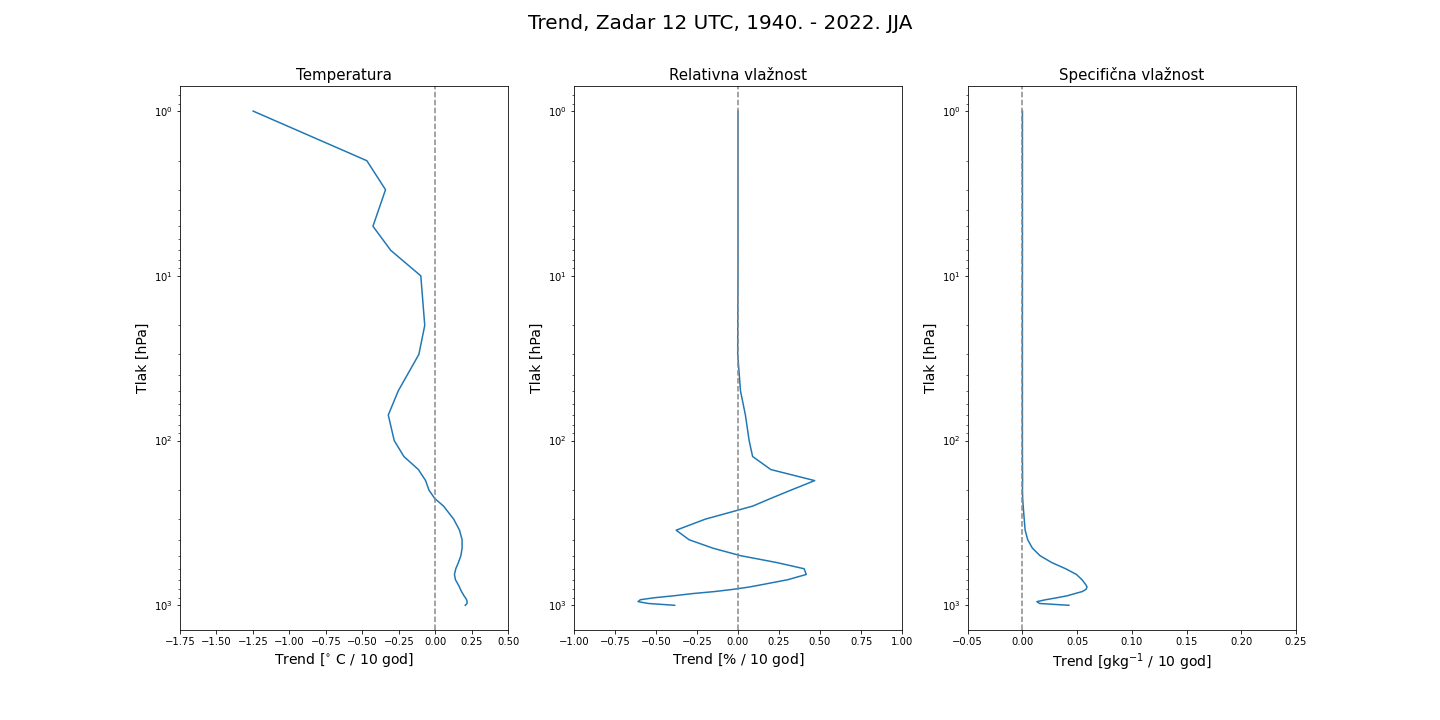 Trend, Zadar 12 UTC, 1940. - 2022. JJA
Temperatura
10⁰
10¹
10²
10³
Tlak [hPa]
−1.75 −1.50 −1.25 −1.00 −0.75 −0.50 −0.25 0.00 0.25 0.50
Trend [° C / 10 god]
Relativna vlažnost
10⁰
10¹
10²
10³
Tlak [hPa]
−1.00 −0.75 −0.50 −0.25 0.00 0.25 0.50 0.75 1.00
Trend [% / 10 god]
Specifična vlažnost
10⁰
10¹
10²
10³
Tlak [hPa]
−0.05 0.00 0.05 0.10 0.15 0.20 0.25
Trend [gkg⁻¹ / 10 god]